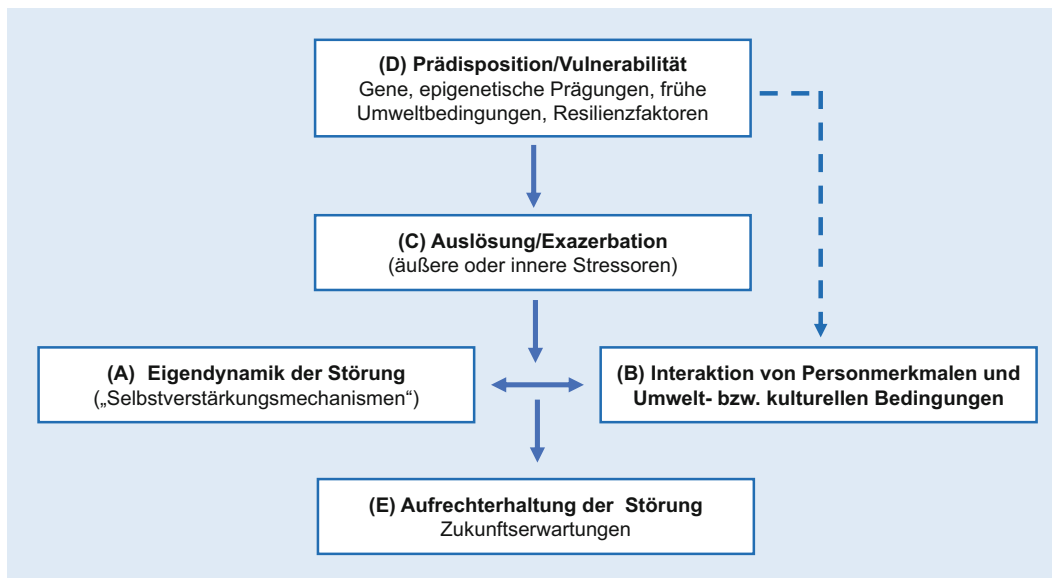 (D) Prädisposition/Vulnerabilität
Gene, epigenetische Prägungen, frühe
Umweltbedingungen, Resilienzfaktoren
(C) Auslösung/Exazerbation
(äußere oder innere Stressoren)
(A) Eigendynamik der Störung
(„Selbstverstärkungsmechanismen“)
(B) Interaktion von Personmerkmalen und
Umwelt- bzw. kulturellen Bedingungen
(E) Aufrechterhaltung der Störung
Zukunftserwartungen